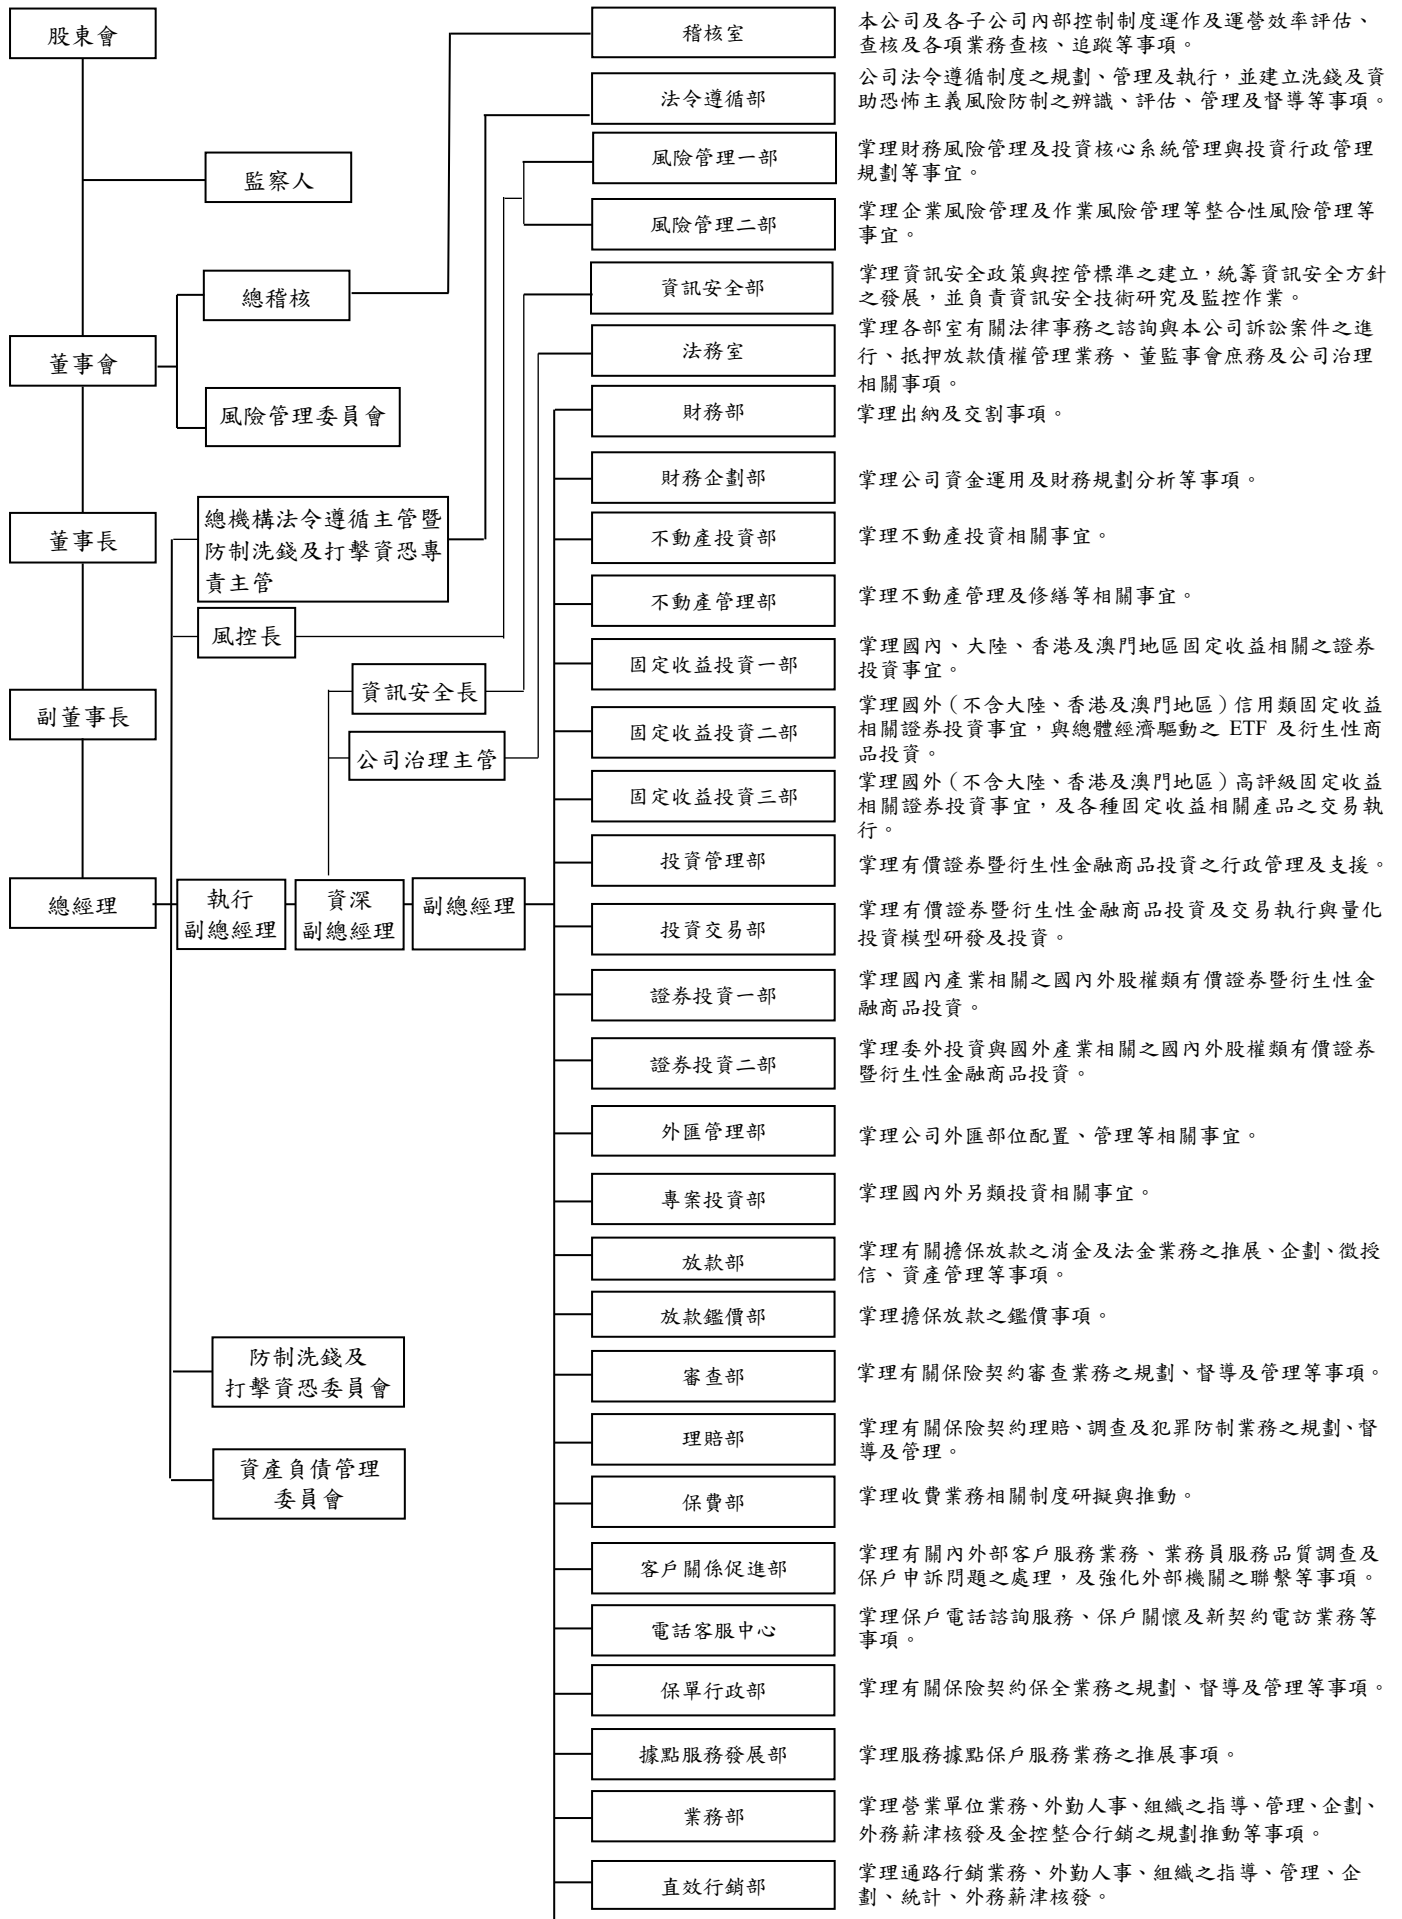 股東會
監察人
總稽核
董事會
風險管理委員會
董事長
總機構法令遵循主管暨
防制洗錢及打擊資恐專
責主管
風控長
資訊安全長
副董事長
公司治理主管
總經理
執行
副總經理
資深
副總經理
副總經理
防制洗錢及
打擊資恐委員會
資產負債管理
委員會
稽核室
本公司及各子公司內部控制制度運作及運營效率評估、
查核及各項業務查核、追蹤等事項。
法令遵循部
公司法令遵循制度之規劃、管理及執行，並建立洗錢及資
助恐怖主義風險防制之辨識、評估、管理及督導等事項。
風險管理一部
掌理財務風險管理及投資核心系統管理與投資行政管理
規劃等事宜。
風險管理二部
掌理企業風險管理及作業風險管理等整合性風險管理等
事宜。
資訊安全部
掌理資訊安全政策與控管標準之建立，統籌資訊安全方針
之發展，並負責資訊安全技術研究及監控作業。
法務室
掌理各部室有關法律事務之諮詢與本公司訴訟案件之進
行、抵押放款債權管理業務、董監事會庶務及公司治理
相關事項。
財務部
掌理出納及交割事項。
財務企劃部
掌理公司資金運用及財務規劃分析等事項。
不動產投資部
掌理不動產投資相關事宜。
不動產管理部
掌理不動產管理及修繕等相關事宜。
固定收益投資一部
掌理國內、大陸、香港及澳門地區固定收益相關之證券
投資事宜。
固定收益投資二部
掌理國外（不含大陸、香港及澳門地區）信用類固定收益
相關證券投資事宜，與總體經濟驅動之 ETF 及衍生性商
品投資。
固定收益投資三部
掌理國外（不含大陸、香港及澳門地區）高評級固定收益
相關證券投資事宜，及各種固定收益相關產品之交易執
行。
投資管理部
掌理有價證券暨衍生性金融商品投資之行政管理及支援。
投資交易部
掌理有價證券暨衍生性金融商品投資及交易執行與量化
投資模型研發及投資。
證券投資一部
掌理國內產業相關之國內外股權類有價證券暨衍生性金
融商品投資。
證券投資二部
掌理委外投資與國外產業相關之國內外股權類有價證券
暨衍生性金融商品投資。
外匯管理部
掌理公司外匯部位配置、管理等相關事宜。
專案投資部
掌理國內外另類投資相關事宜。
放款部
掌理有關擔保放款之消金及法金業務之推展、企劃、徵授
信、資產管理等事項。
放款鑑價部
掌理擔保放款之鑑價事項。
審查部
掌理有關保險契約審查業務之規劃、督導及管理等事項。
理賠部
掌理有關保險契約理賠、調查及犯罪防制業務之規劃、督
導及管理。
保費部
掌理收費業務相關制度研擬與推動。
客戶關係促進部
掌理有關內外部客戶服務業務、業務員服務品質調查及
保戶申訴問題之處理，及強化外部機關之聯繫等事項。
電話客服中心
掌理保戶電話諮詢服務、保戶關懷及新契約電訪業務等
事項。
保單行政部
掌理有關保險契約保全業務之規劃、督導及管理等事項。
據點服務發展部
掌理服務據點保戶服務業務之推展事項。
業務部
掌理營業單位業務、外勤人事、組織之指導、管理、企劃、
外務薪津核發及金控整合行銷之規劃推動等事項。
直效行銷部
掌理通路行銷業務、外勤人事、組織之指導、管理、企
劃、統計、外務薪津核發。